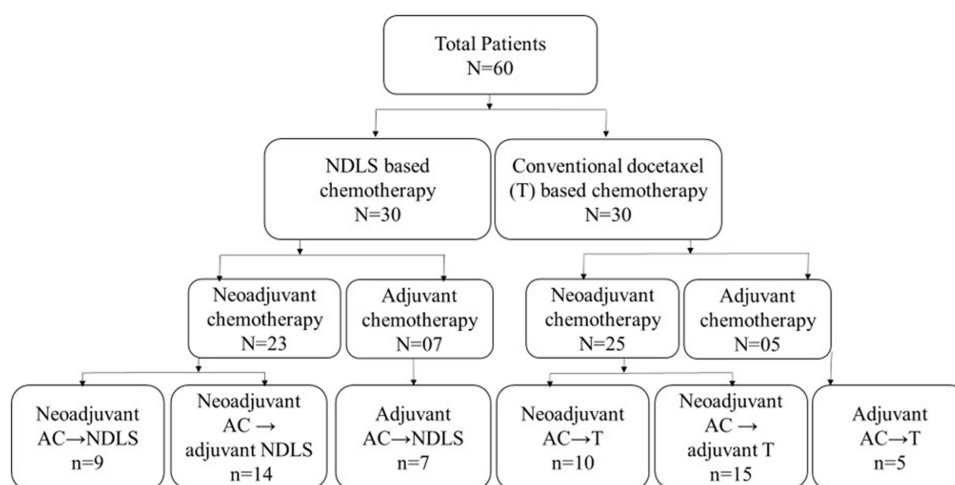 Total Patients
N=60
NDLS based
chemotherapy
N=30
Conventional docetaxel
(T) based chemotherapy
N=30
Neoadjuvant
chemotherapy
N=23
Adjuvant
chemotherapy
N=07
Neoadjuvant
chemotherapy
N=25
Adjuvant
chemotherapy
N=05
Neoadjuvant
AC→NDLS
n=9
Neoadjuvant
AC →
adjuvant NDLS
n=14
Adjuvant
AC→NDLS
n=7
Neoadjuvant
AC→T
n=10
Neoadjuvant
AC →
adjuvant T
n=15
Adjuvant
AC→T
n=5